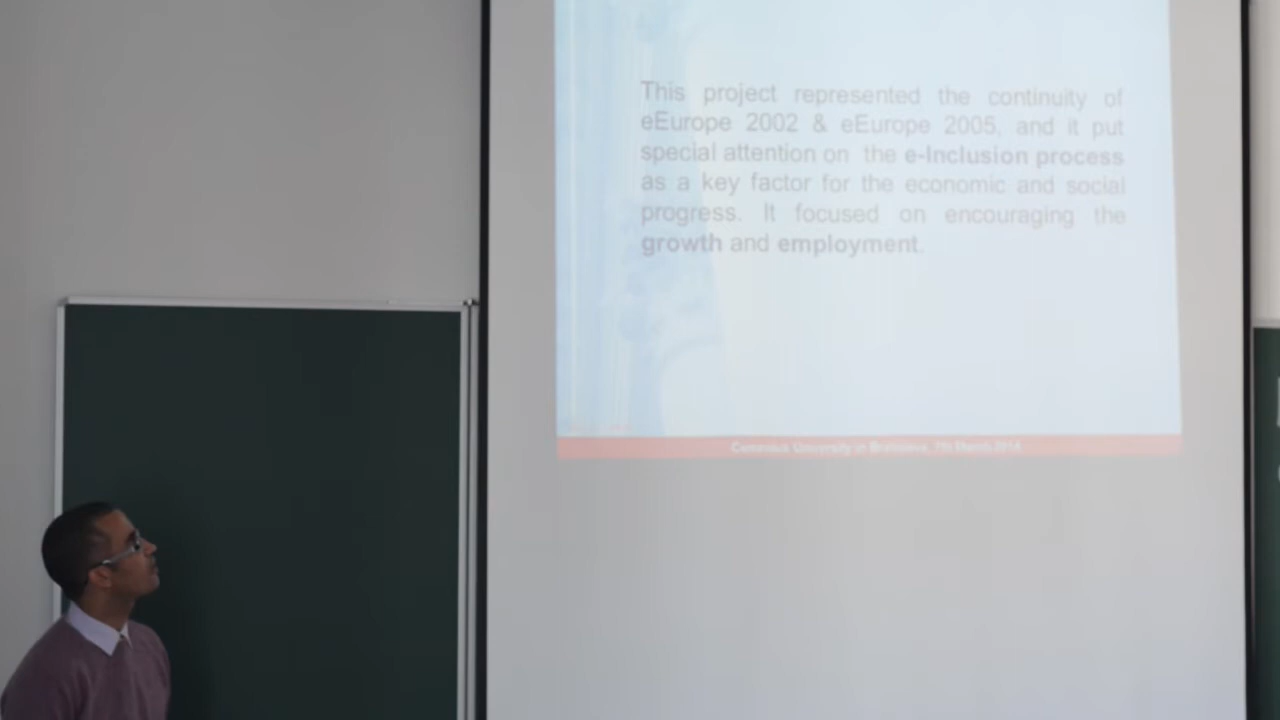 This project represented the continuity of
eEurope 2002 & eEurope 2005, and it put
special attention on the e-Inclusion process
as a key factor for the economic and social
progress. It focused on encouraging the
growth and employment.
Comenius University in Bratislava, March